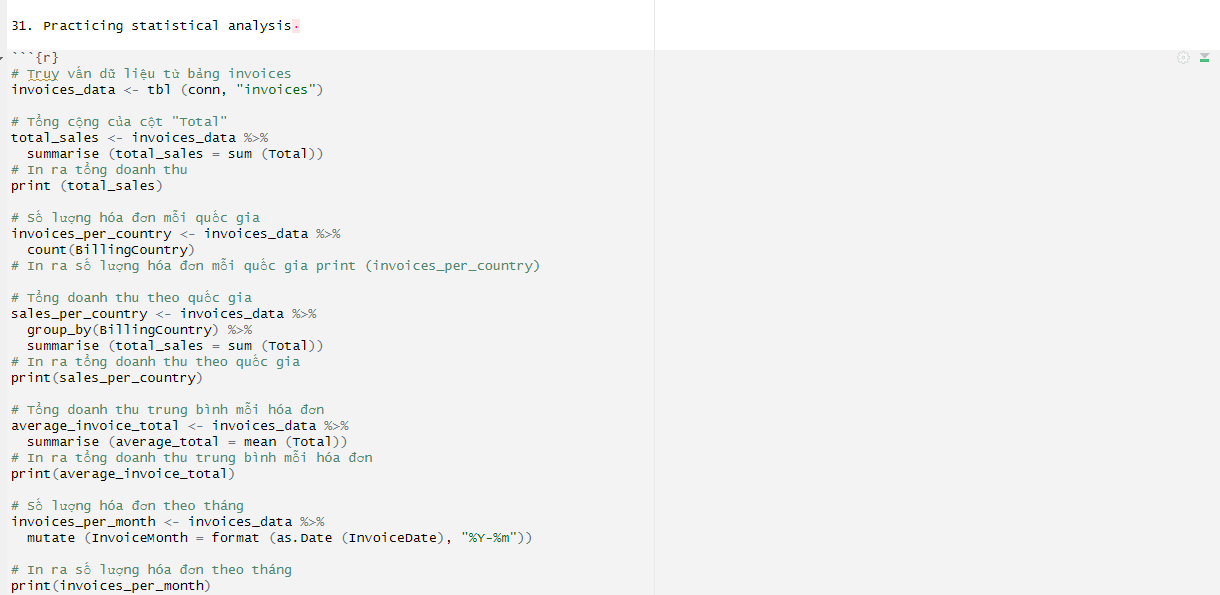 31. Practicing statistical analysis·
```{r}
# Truy vấn dữ liệu từ bảng invoices
invoices_data <- tbl (conn, "invoices")
# Tổng cộng của cột "Total"
total_sales <- invoices_data %>%
summarise (total_sales = sum (Total))
# In ra tổng doanh thu
print (total_sales)
# Số lượng hóa đơn mỗi quốc gia
invoices_per_country <- invoices_data %>%
count(BillingCountry)
# In ra số lượng hóa đơn mỗi quốc gia print (invoices_per_country)
# Tổng doanh thu theo quốc gia
sales_per_country <- invoices_data %>%
group_by(BillingCountry) %>%
summarise (total_sales = sum (Total))
# In ra tổng doanh thu theo quốc gia
print(sales_per_country)
# Tổng doanh thu trung bình mỗi hóa đơn
average_invoice_total <- invoices_data %>%
summarise (average_total = mean (Total))
# In ra tổng doanh thu trung bình mỗi hóa đơn
print(average_invoice_total)
# Số lượng hóa đơn theo tháng
invoices_per_month <- invoices_data %>%
mutate (InvoiceMonth = format (as.Date (InvoiceDate), "%Y-%m"))
# In ra số lượng hóa đơn theo tháng
print(invoices_per_month)